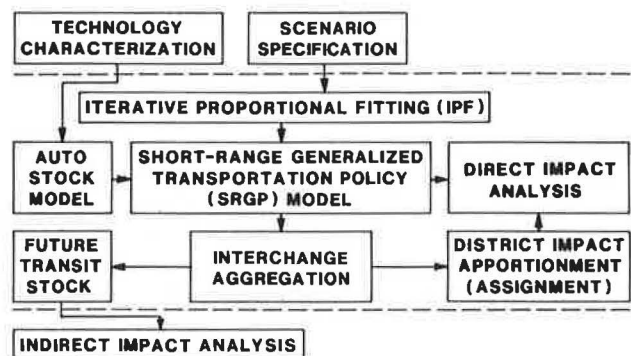 TECHNOLOGY
CHARACTERIZATION
SCENARIO
SPECIFICATION
ITERATIVE PROPORTIONAL FITTING (IPF)
AUTO
STOCK
MODEL
SHORT-RANGE GENERALIZED
TRANSPORTATION POLICY
(SRGP) MODEL
DIRECT IMPACT
ANALYSIS
FUTURE
TRANSIT
STOCK
INTERCHANGE
AGGREGATION
DISTRICT IMPACT
APPORTIONMENT
(ASSIGNMENT)
INDIRECT IMPACT ANALYSIS